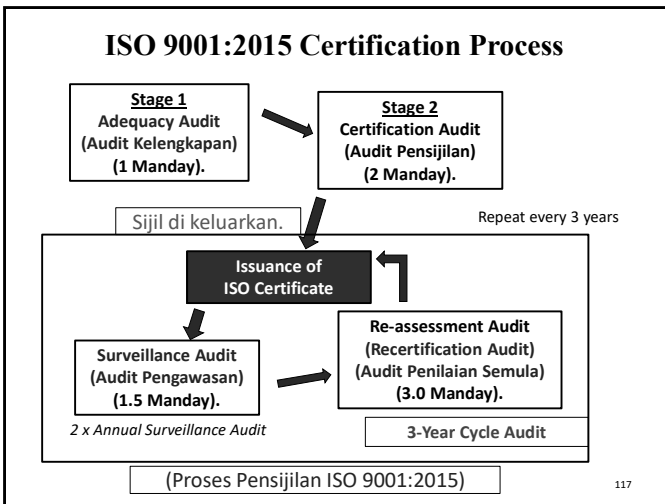 ISO 9001:2015 Certification Process
Stage 1
Adequacy Audit
(Audit Kelengkapan)
(1 Manday).
Stage 2
Certification Audit
(Audit Pensijilan)
(2 Manday).
Sijil di keluarkan.
Repeat every 3 years
Issuance of
ISO Certificate
Surveillance Audit
(Audit Pengawasan)
(1.5 Manday).
2 x Annual Surveillance Audit
Re-assessment Audit
(Recertification Audit)
(Audit Penilaian Semula)
(3.0 Manday).
3-Year Cycle Audit
(Proses Pensijilan ISO 9001:2015)
117